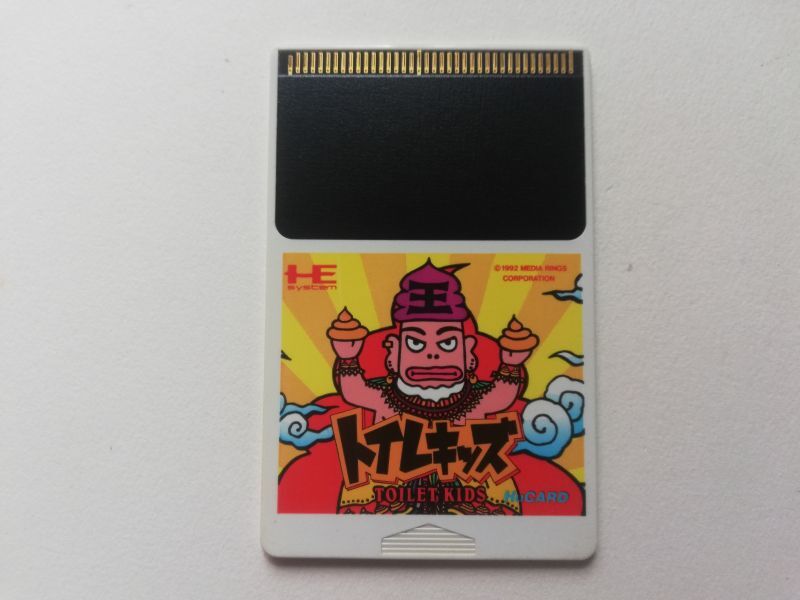 HE
system
©1992 MEDIA RINGS
CORPORATION
王
トイレキッズ
TOILET KIDS
HuCARD